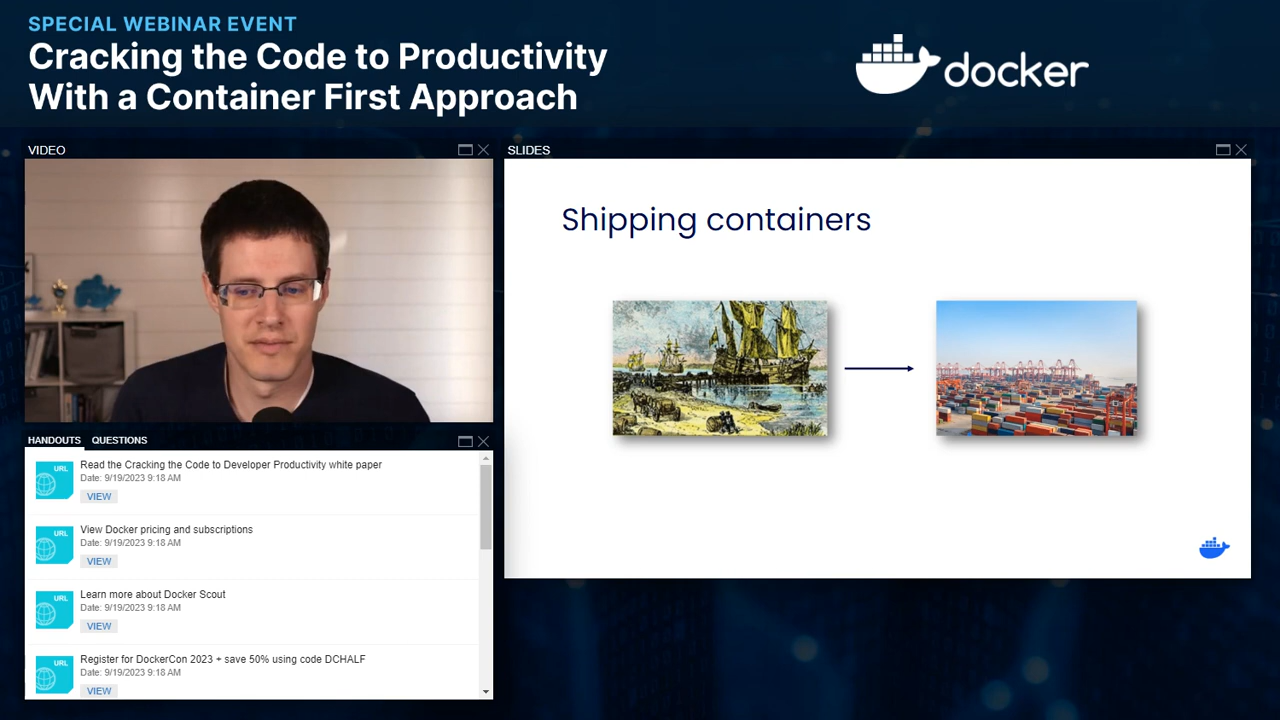 SPECIAL WEBINAR EVENT
Cracking the Code to Productivity
With a Container First Approach
docker
VIDEO
SLIDES
Shipping containers
HANDOUTS QUESTIONS
URL
Read the Cracking the Code to Developer Productivity white paper
Date: 9/19/2023 9:18 AM
VIEW
URL
View Docker pricing and subscriptions
Date: 9/19/2023 9:18 AM
VIEW
URL
Learn more about Docker Scout
Date: 9/19/2023 9:18 AM
VIEW
URL
Register for DockerCon 2023 + save 50% using code DCHALF
Date: 9/19/2023 9:18 AM
VIEW